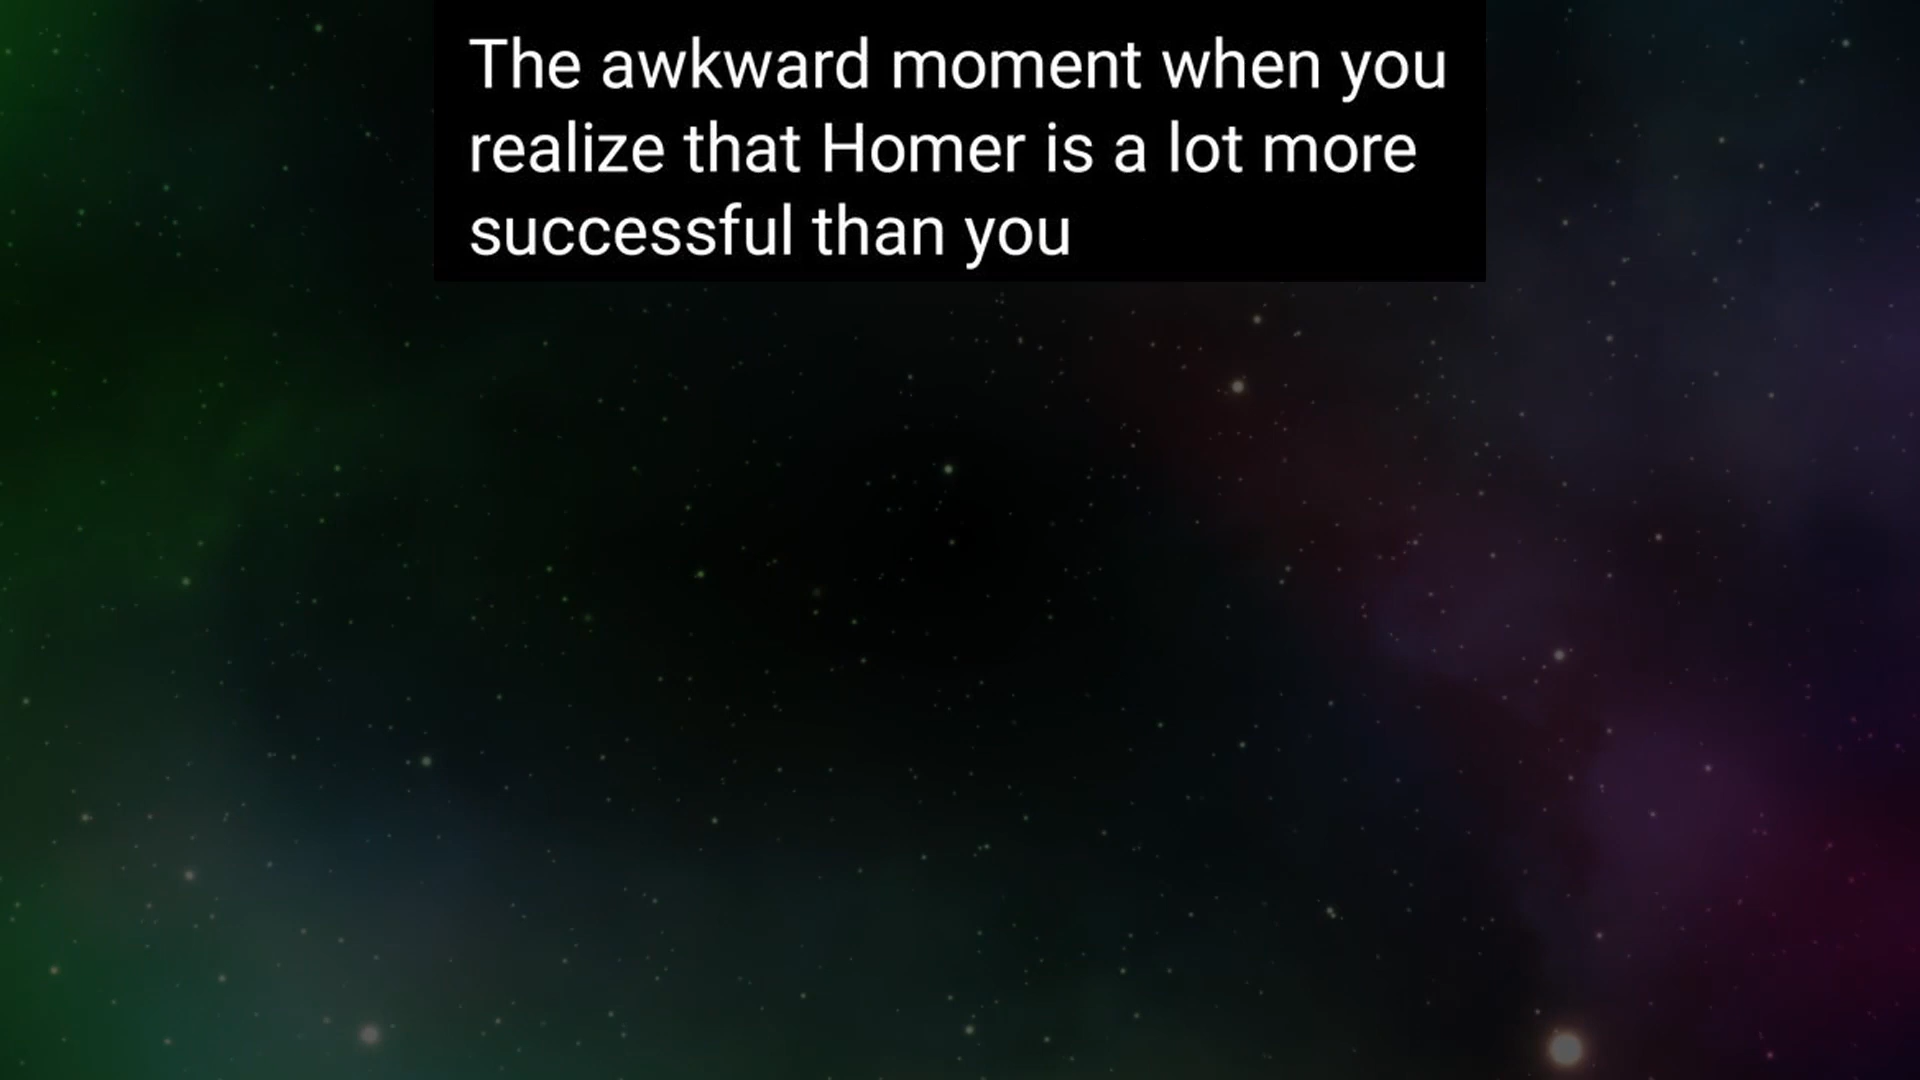 The awkward moment when you
realize that Homer is a lot more
successful than you